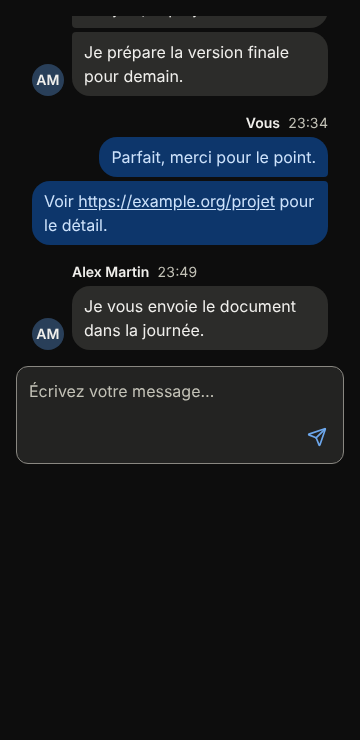 Je prépare la version finale
pour demain.
AM
Vous 23:34
Parfait, merci pour le point.
Voir https://example.org/projet pour
le détail.
Alex Martin 23:49
Je vous envoie le document
dans la journée.
AM
Écrivez votre message...